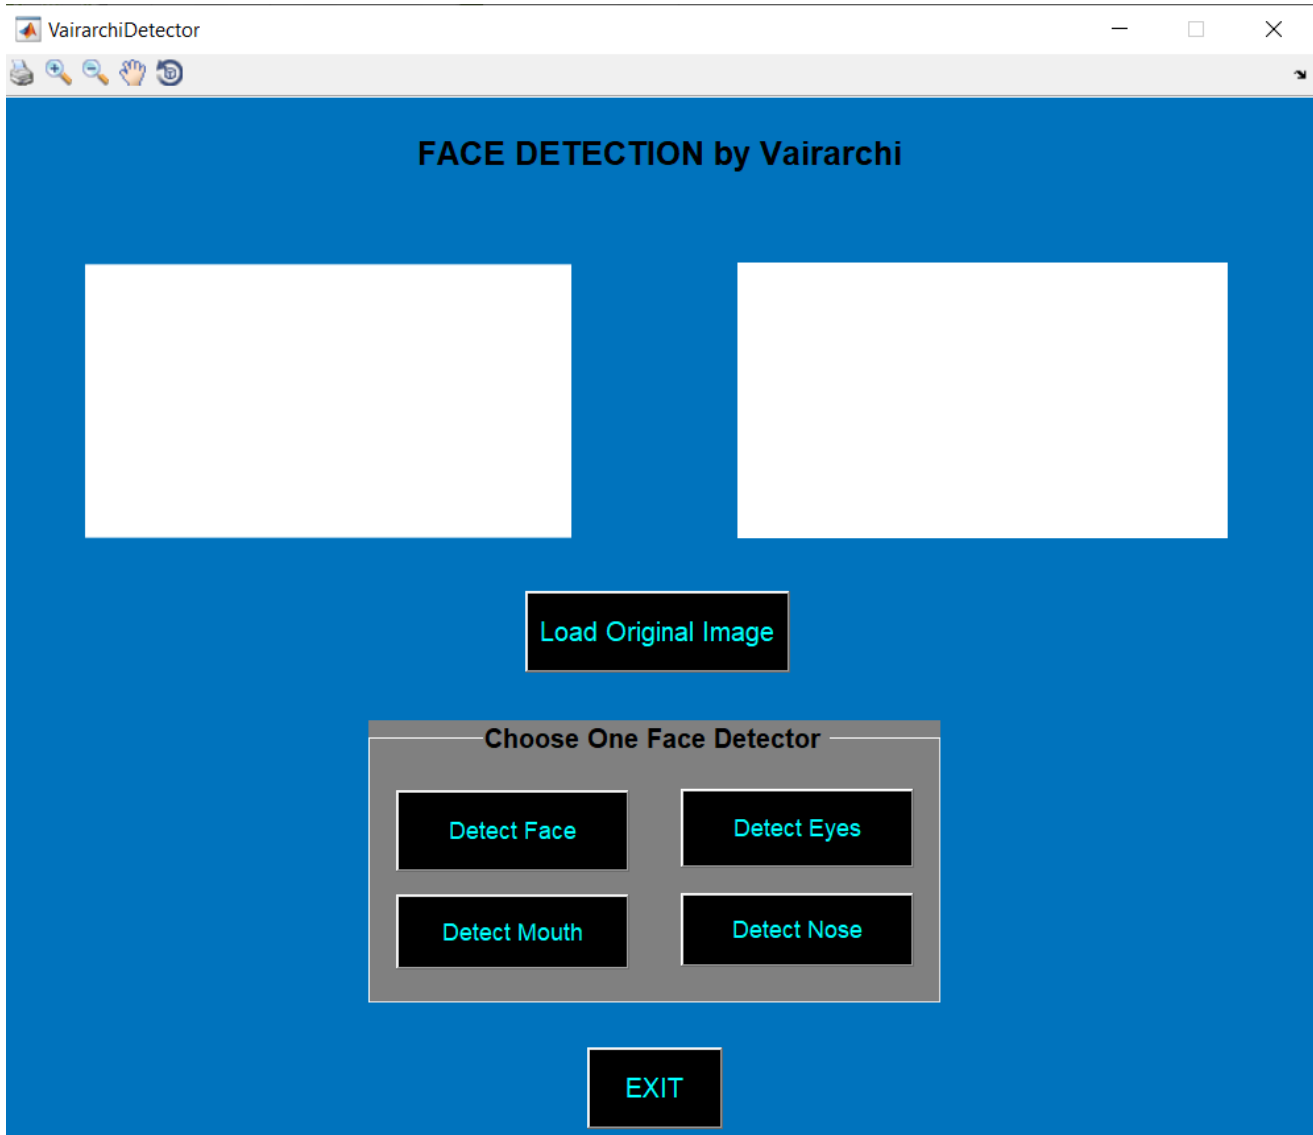 VairarchiDetector
FACE DETECTION by Vairarchi
Load Original Image
Choose One Face Detector
Detect Face
Detect Eyes
Detect Mouth
Detect Nose
EXIT